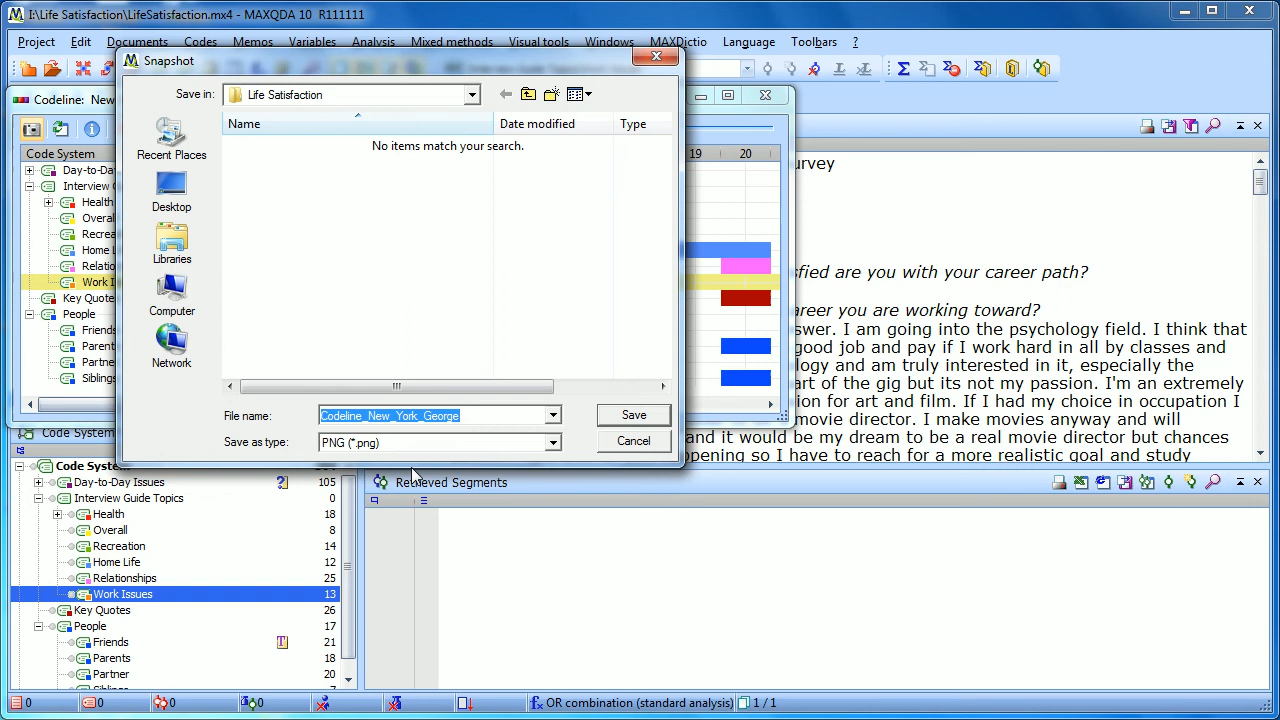 I:\Life Satisfaction\LifeSatisfaction.mx4 - MAXQDA 10  R111111
Project Edit Documents Codes Memos Variables Analysis Mixed methods Visual tools Windows MAXDictio Language Toolbars ?
Snapshot
Save in: Life Satisfaction
Name Date modified Type
No items match your search.
Recent Places
Desktop
Libraries
Computer
Network
File name: Codeline_New_York_George
Save as type: PNG (*.png)
Save
Cancel
Codeline: New
Code System
19 20
Day-to-Da
Interview G
Health
Overal
Recrea
Home L
Relatio
Work I
Key Quotes
People
Friends
Parent
Partne
Siblings
urvey
sfied are you with your career path?
areer you are working toward?
swer. I am going into the psychology field. I think that
good job and pay if I work hard in all by classes and
logy and am truly interested in it, especially the
art of the gig but its not my passion. I'm an extremely
ion for art and film. If I had my choice in occupation I
movie director. I make movies anyway and will
and it would be my dream to be a real movie director but chances
opening so I have to reach for a more realistic goal and study
Code System
Code System
Day-to-Day Issues 105
Interview Guide Topics 0
Health 18
Overall 8
Recreation 14
Home Life 12
Relationships 25
Work Issues 13
Key Quotes 26
People 17
Friends T 21
Parents 18
Partner 20
Retrieved Segments
0 0 0 0 OR combination (standard analysis) 1 / 1